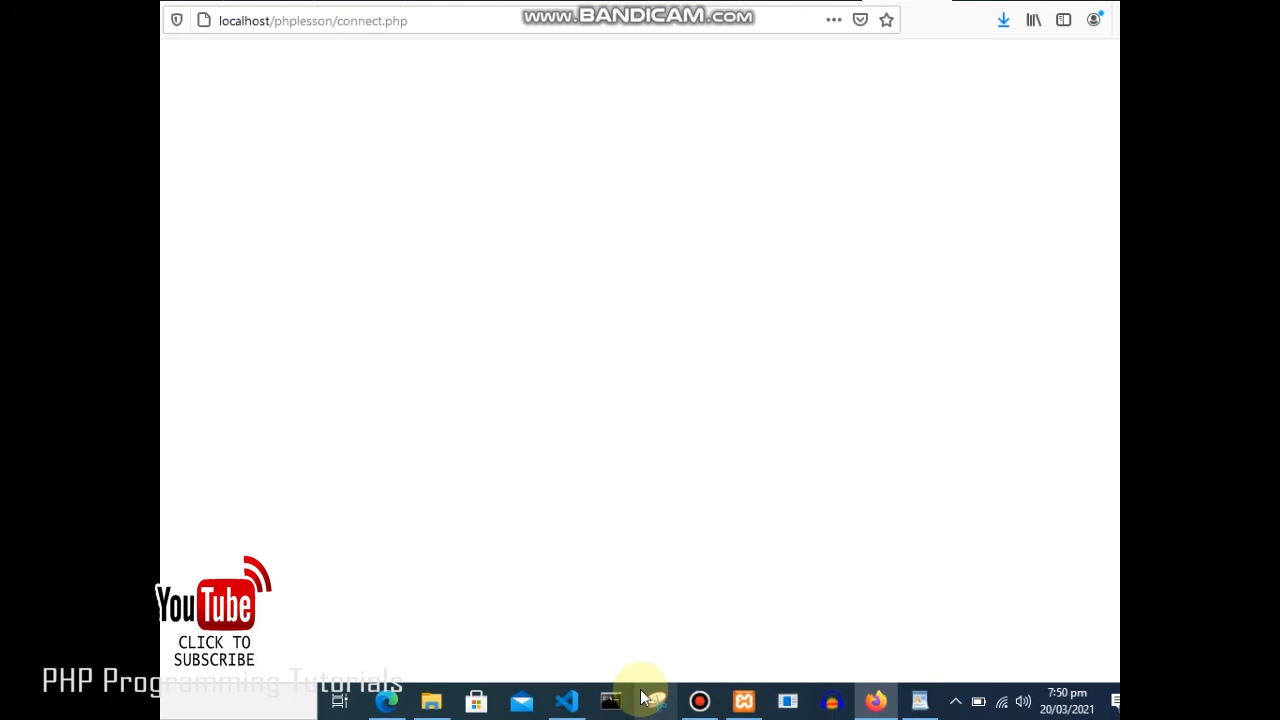 localhost/phplesson/connect.php
WWW.BANDICAM.COM
YouTube
CLICK TO
SUBSCRIBE
PHP Programming Tutorials
7:50 pm
20/03/2021